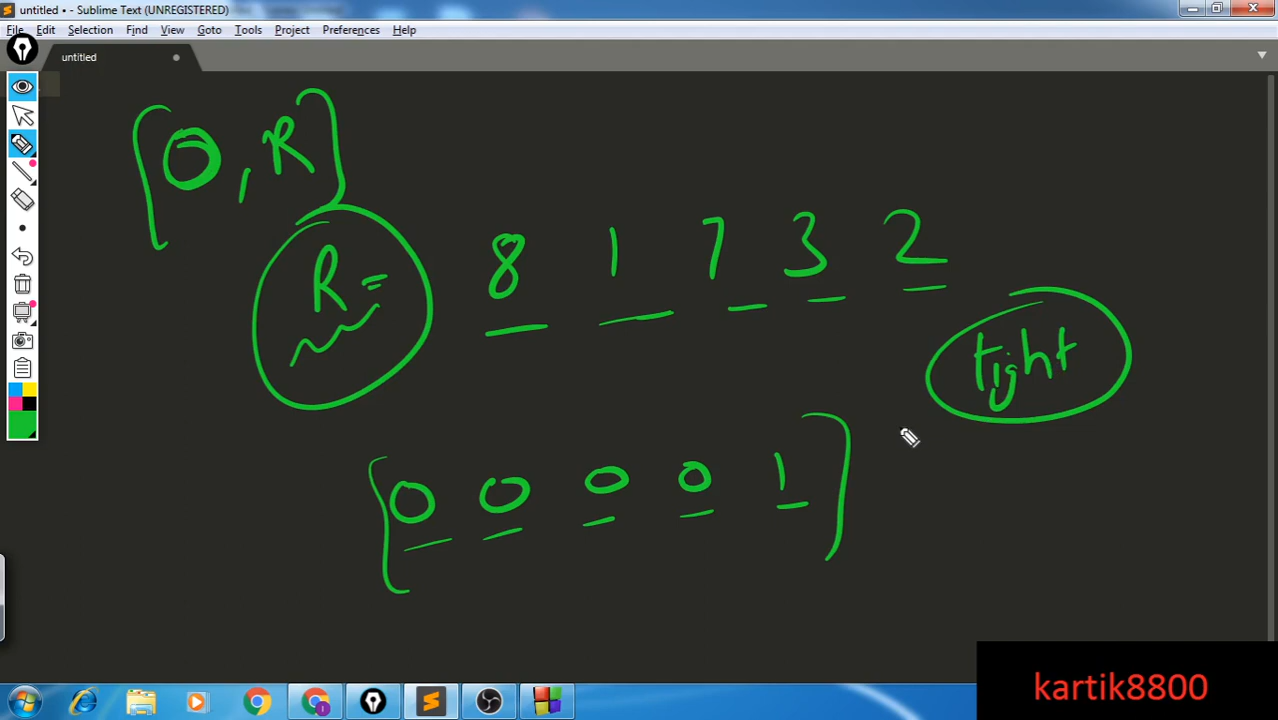 untitled • - Sublime Text (UNREGISTERED)
File Edit Selection Find View Goto Tools Project Preferences Help
untitled
[0, R]
R = 8 1 7 3 2
tight
[0 0 0 0 1]
kartik8800